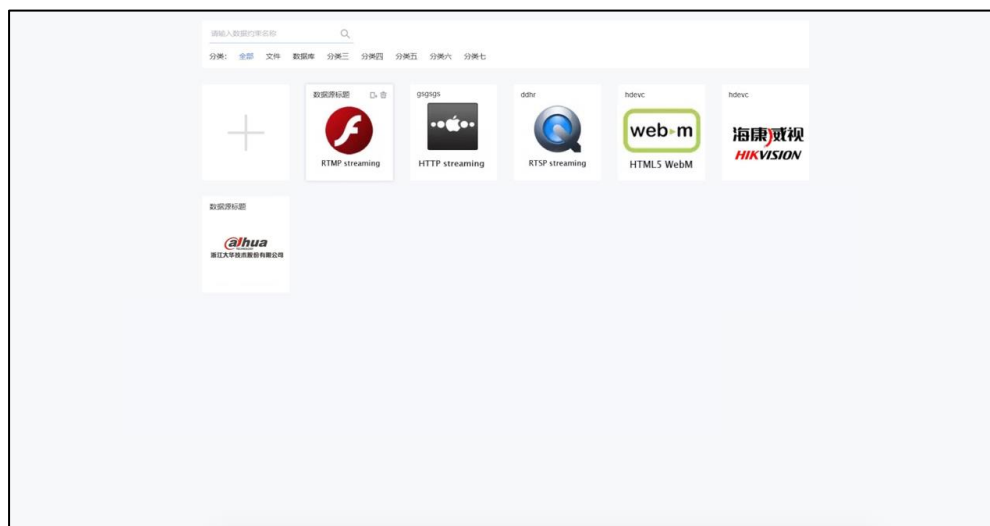 请输入数据约束名称
分类: 全部 文件 数据库 分类三 分类四 分类五 分类六 分类七
数据源标题
RTMP streaming
gsgsgs
HTTP streaming
ddhr
RTSP streaming
hdevc
web m
HTML5 WebM
hdevc
海康威视
HIKVISION
数据源标题
alhua
浙江大华技术股份有限公司